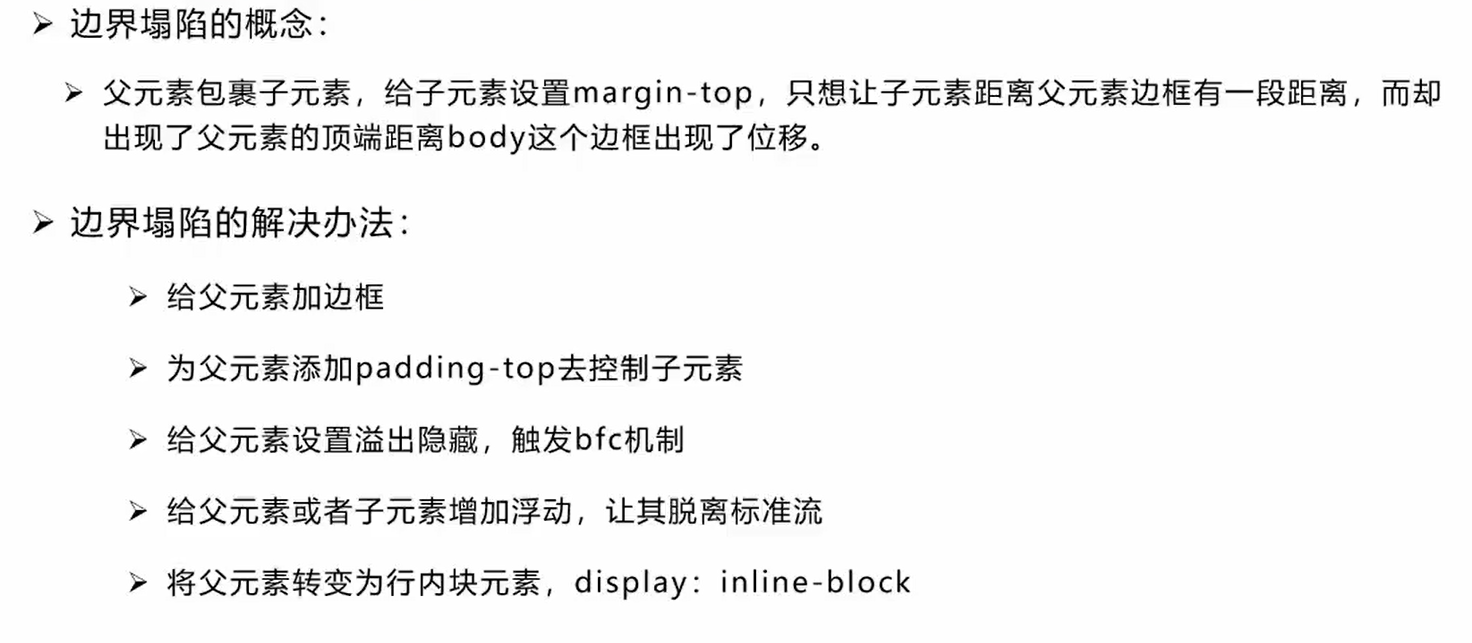 ➢ 边界塌陷的概念：
➢ 父元素包裹子元素，给子元素设置margin-top，只想让子元素距离父元素边框有一段距离，而却
出现了父元素的顶端距离body这个边框出现了位移。
➢ 边界塌陷的解决办法：
➢ 给父元素加边框
➢ 为父元素添加padding-top去控制子元素
➢ 给父元素设置溢出隐藏，触发bfc机制
➢ 给父元素或者子元素增加浮动，让其脱离标准流
➢ 将父元素转变为行内块元素，display：inline-block